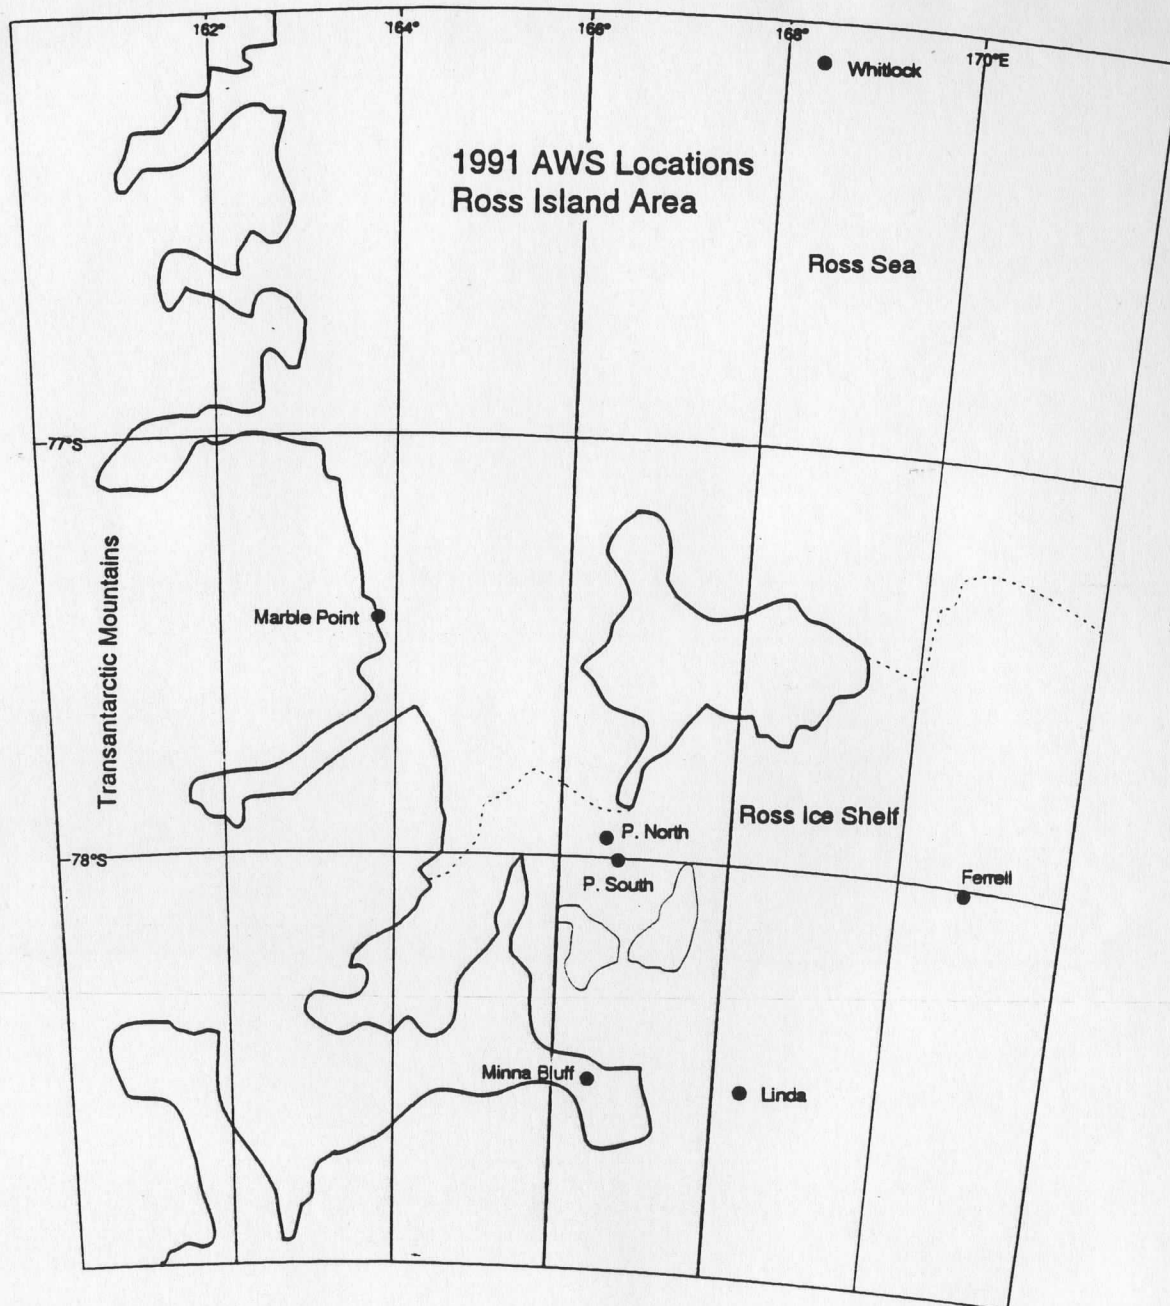 162°
164°
166°
168°
170°E
Whitlock
1991 AWS Locations
Ross Island Area
Ross Sea
77°S
Transantarctic Mountains
Marble Point
Ross Ice Shelf
P. North
78°S
P. South
Ferrell
Minna Bluff
Linda